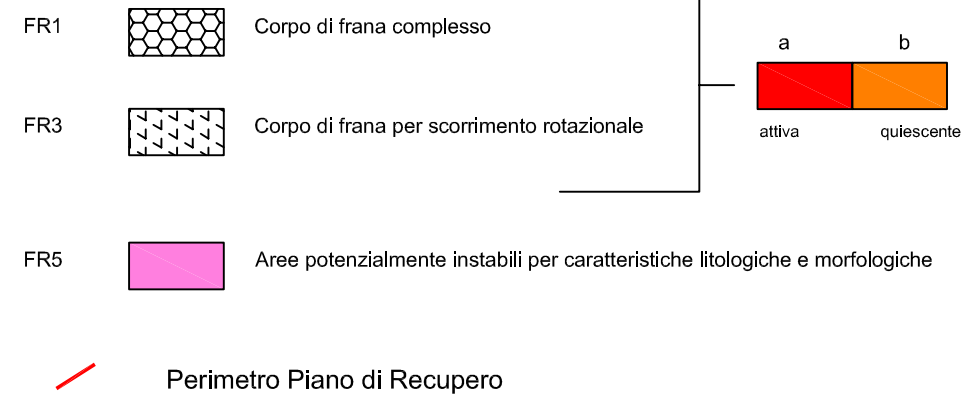 FR1 Corpo di frana complesso
a b
FR3 Corpo di frana per scorrimento rotazionale
attiva quiescente
FR5 Aree potenzialmente instabili per caratteristiche litologiche e morfologiche
Perimetro Piano di Recupero